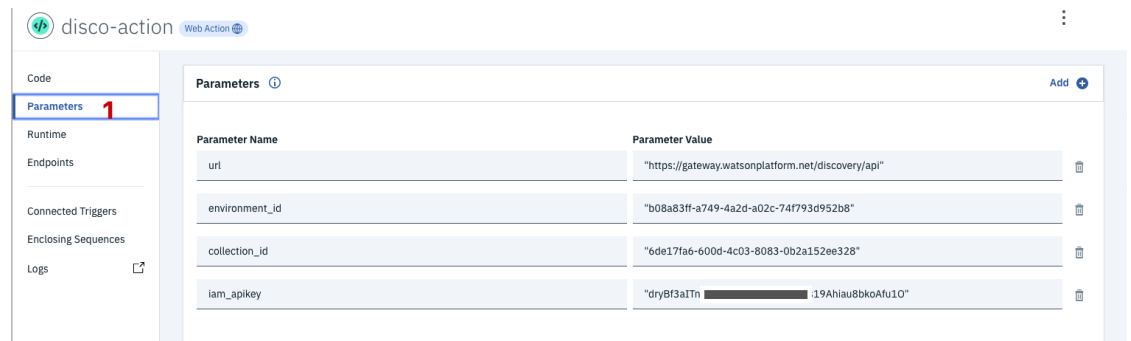 disco-action Web Action
Code
Parameters 1
Runtime
Endpoints
Connected Triggers
Enclosing Sequences
Logs
Parameters
Add
Parameter Name Parameter Value
url "https://gateway.watsonplatform.net/discovery/api"
environment_id "b08a83ff-a749-4a2d-a02c-74f793d952b8"
collection_id "6de17fa6-600d-4c03-8083-0b2a152ee328"
iam_apikey "dryBf3aITn 19Ahiau8bkoAfu1O"